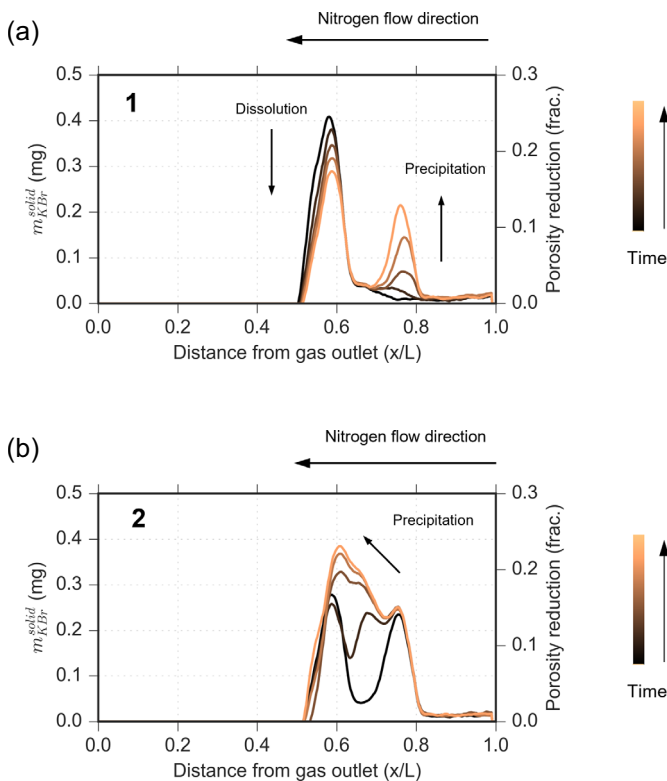 (a)
Nitrogen flow direction
0.5
0.4
0.3
0.2
0.1
0.0
m_{KBr}^{solid} (mg)
1
Dissolution
Precipitation
0.3
0.2
0.1
0.0
Porosity reduction (frac.)
0.0 0.2 0.4 0.6 0.8 1.0
Distance from gas outlet (x/L)
Time
(b)
Nitrogen flow direction
0.5
0.4
0.3
0.2
0.1
0.0
m_{KBr}^{solid} (mg)
2
Precipitation
0.3
0.2
0.1
0.0
Porosity reduction (frac.)
0.0 0.2 0.4 0.6 0.8 1.0
Distance from gas outlet (x/L)
Time